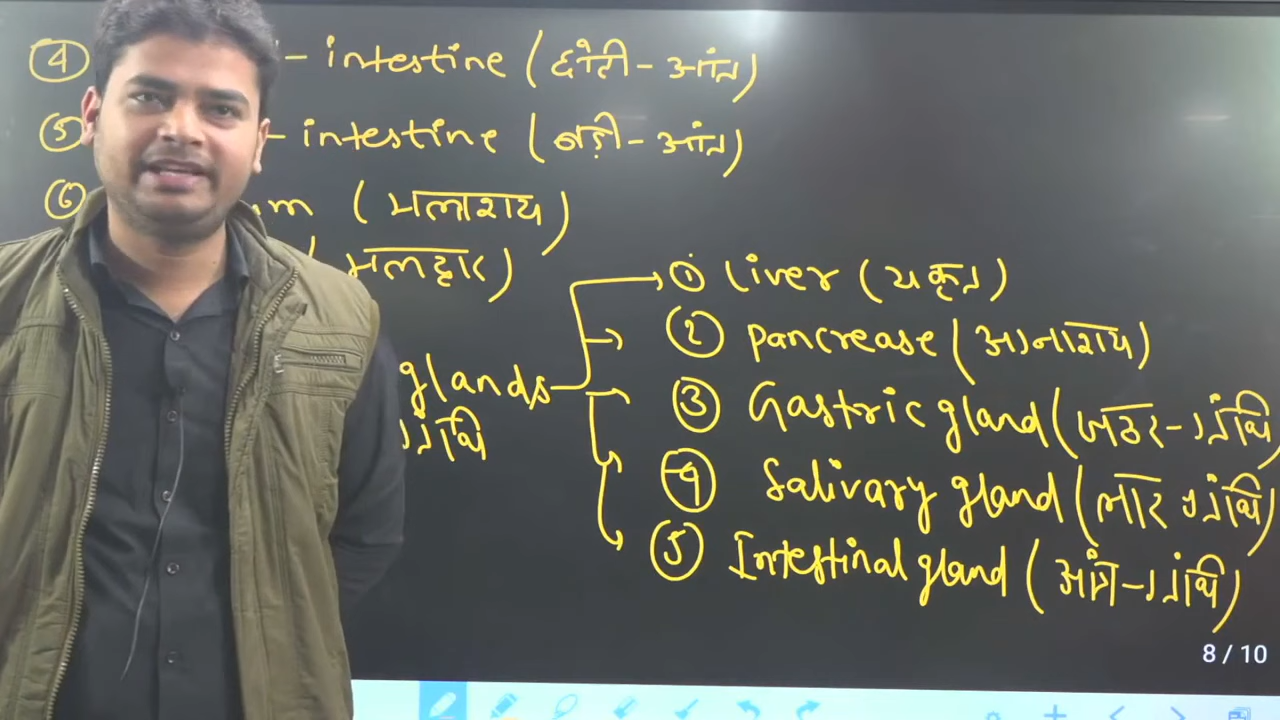 ④ - intestine (छोटी - आंत)
⑤ - intestine (बड़ी - आंत)
⑥ um (मलाशय)
(मलद्वार)
glands
ग्रंथि
① Liver (यकृत)
② pancrease (अग्नाशय)
③ Gastric gland (जठर - ग्रंथि
④ Salivary gland (लार ग्रंथि)
⑤ Intestinal gland (आंत्र - ग्रंथि)
8 / 10